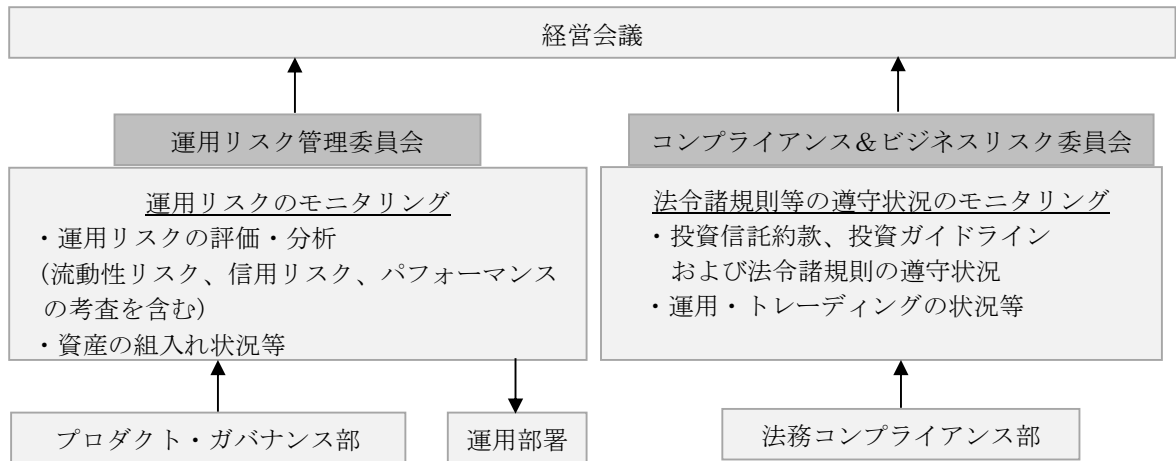 経営会議
運用リスク管理委員会
運用リスクのモニタリング
・運用リスクの評価・分析
(流動性リスク、信用リスク、パフォーマンス
の考査を含む)
・資産の組入れ状況等
プロダクト・ガバナンス部
運用部署
コンプライアンス&ビジネスリスク委員会
法令諸規則等の遵守状況のモニタリング
・投資信託約款、投資ガイドライン
および法令諸規則の遵守状況
・運用・トレーディングの状況等
法務コンプライアンス部